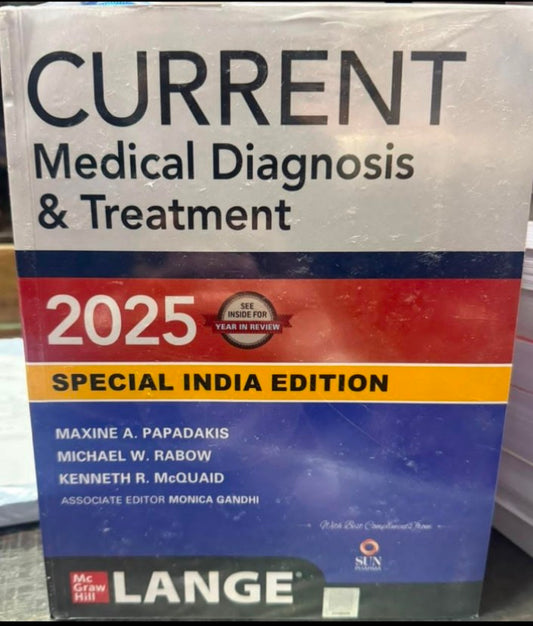 CURRENT
Medical Diagnosis
& Treatment
2025
SEE
INSIDE FOR
YEAR IN REVIEW
SPECIAL INDIA EDITION
MAXINE A. PAPADAKIS
MICHAEL W. RABOW
KENNETH R. McQUAID
ASSOCIATE EDITOR MONICA GANDHI
With Best Compliments From
SUN
PHARMA
Mc
Graw
Hill
LANGE